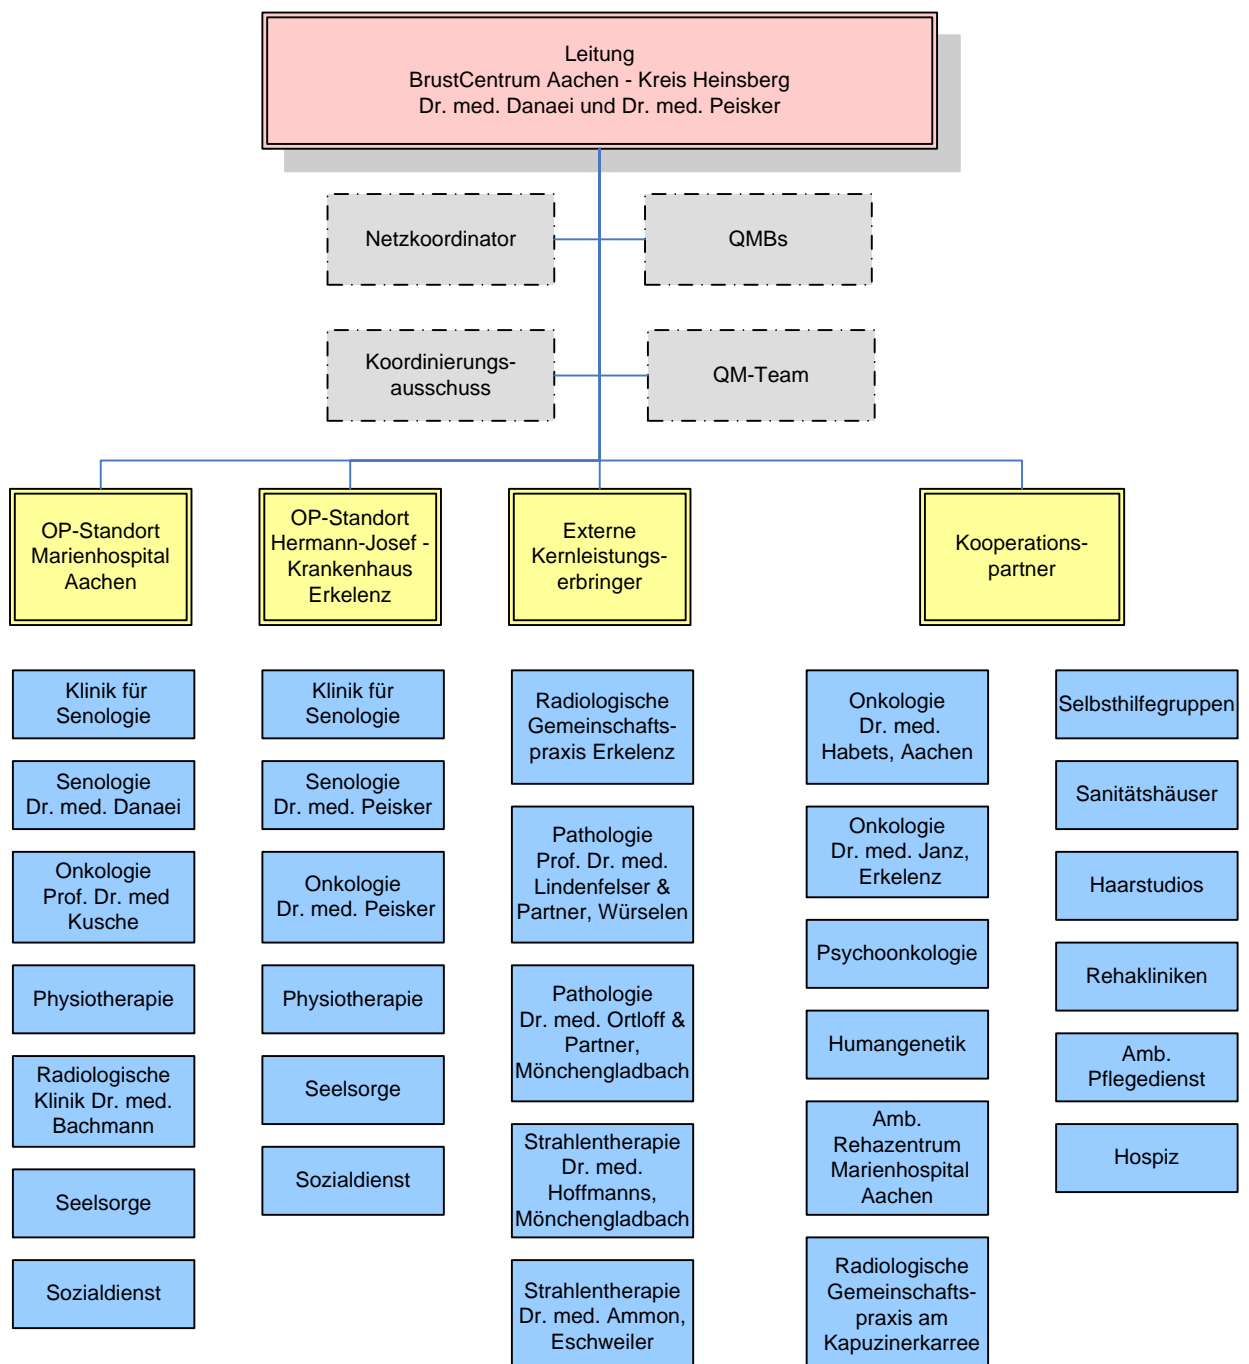 Leitung
BrustCentrum Aachen - Kreis Heinsberg
Dr. med. Danaei und Dr. med. Peisker
Netzkoordinator
QMBs
Koordinierungs-
ausschuss
QM-Team
OP-Standort
Marienhospital
Aachen
OP-Standort
Hermann-Josef -
Krankenhaus
Erkelenz
Externe
Kernleistungs-
erbringer
Kooperations-
partner
Klinik für
Senologie
Senologie
Dr. med. Danaei
Onkologie
Prof. Dr. med
Kusche
Physiotherapie
Radiologische
Klinik Dr. med.
Bachmann
Seelsorge
Sozialdienst
Klinik für
Senologie
Senologie
Dr. med. Peisker
Onkologie
Dr. med. Peisker
Physiotherapie
Seelsorge
Sozialdienst
Radiologische
Gemeinschafts-
praxis Erkelenz
Pathologie
Prof. Dr. med.
Lindenfelser &
Partner, Würselen
Pathologie
Dr. med. Ortloff &
Partner,
Mönchengladbach
Strahlentherapie
Dr. med.
Hoffmanns,
Mönchengladbach
Strahlentherapie
Dr. med. Ammon,
Eschweiler
Onkologie
Dr. med.
Habets, Aachen
Onkologie
Dr. med. Janz,
Erkelenz
Psychoonkologie
Humangenetik
Amb.
Rehazentrum
Marienhospital
Aachen
Radiologische
Gemeinschafts-
praxis am
Kapuzinerkarree
Selbsthilfegruppen
Sanitätshäuser
Haarstudios
Rehakliniken
Amb.
Pflegedienst
Hospiz